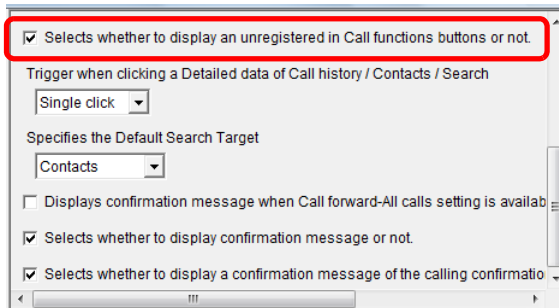 Selects whether to display an unregistered in Call functions buttons or not.
Trigger when clicking a Detailed data of Call history / Contacts / Search
Single click
Specifies the Default Search Target
Contacts
Displays confirmation message when Call forward-All calls setting is availab
Selects whether to display confirmation message or not.
Selects whether to display a confirmation message of the calling confirmatio